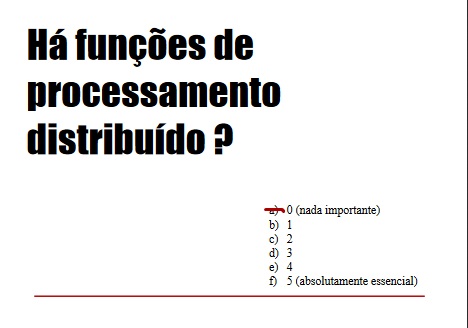 Há funções de
processamento
distribuído ?
a) 0 (nada importante)
b) 1
c) 2
d) 3
e) 4
f) 5 (absolutamente essencial)